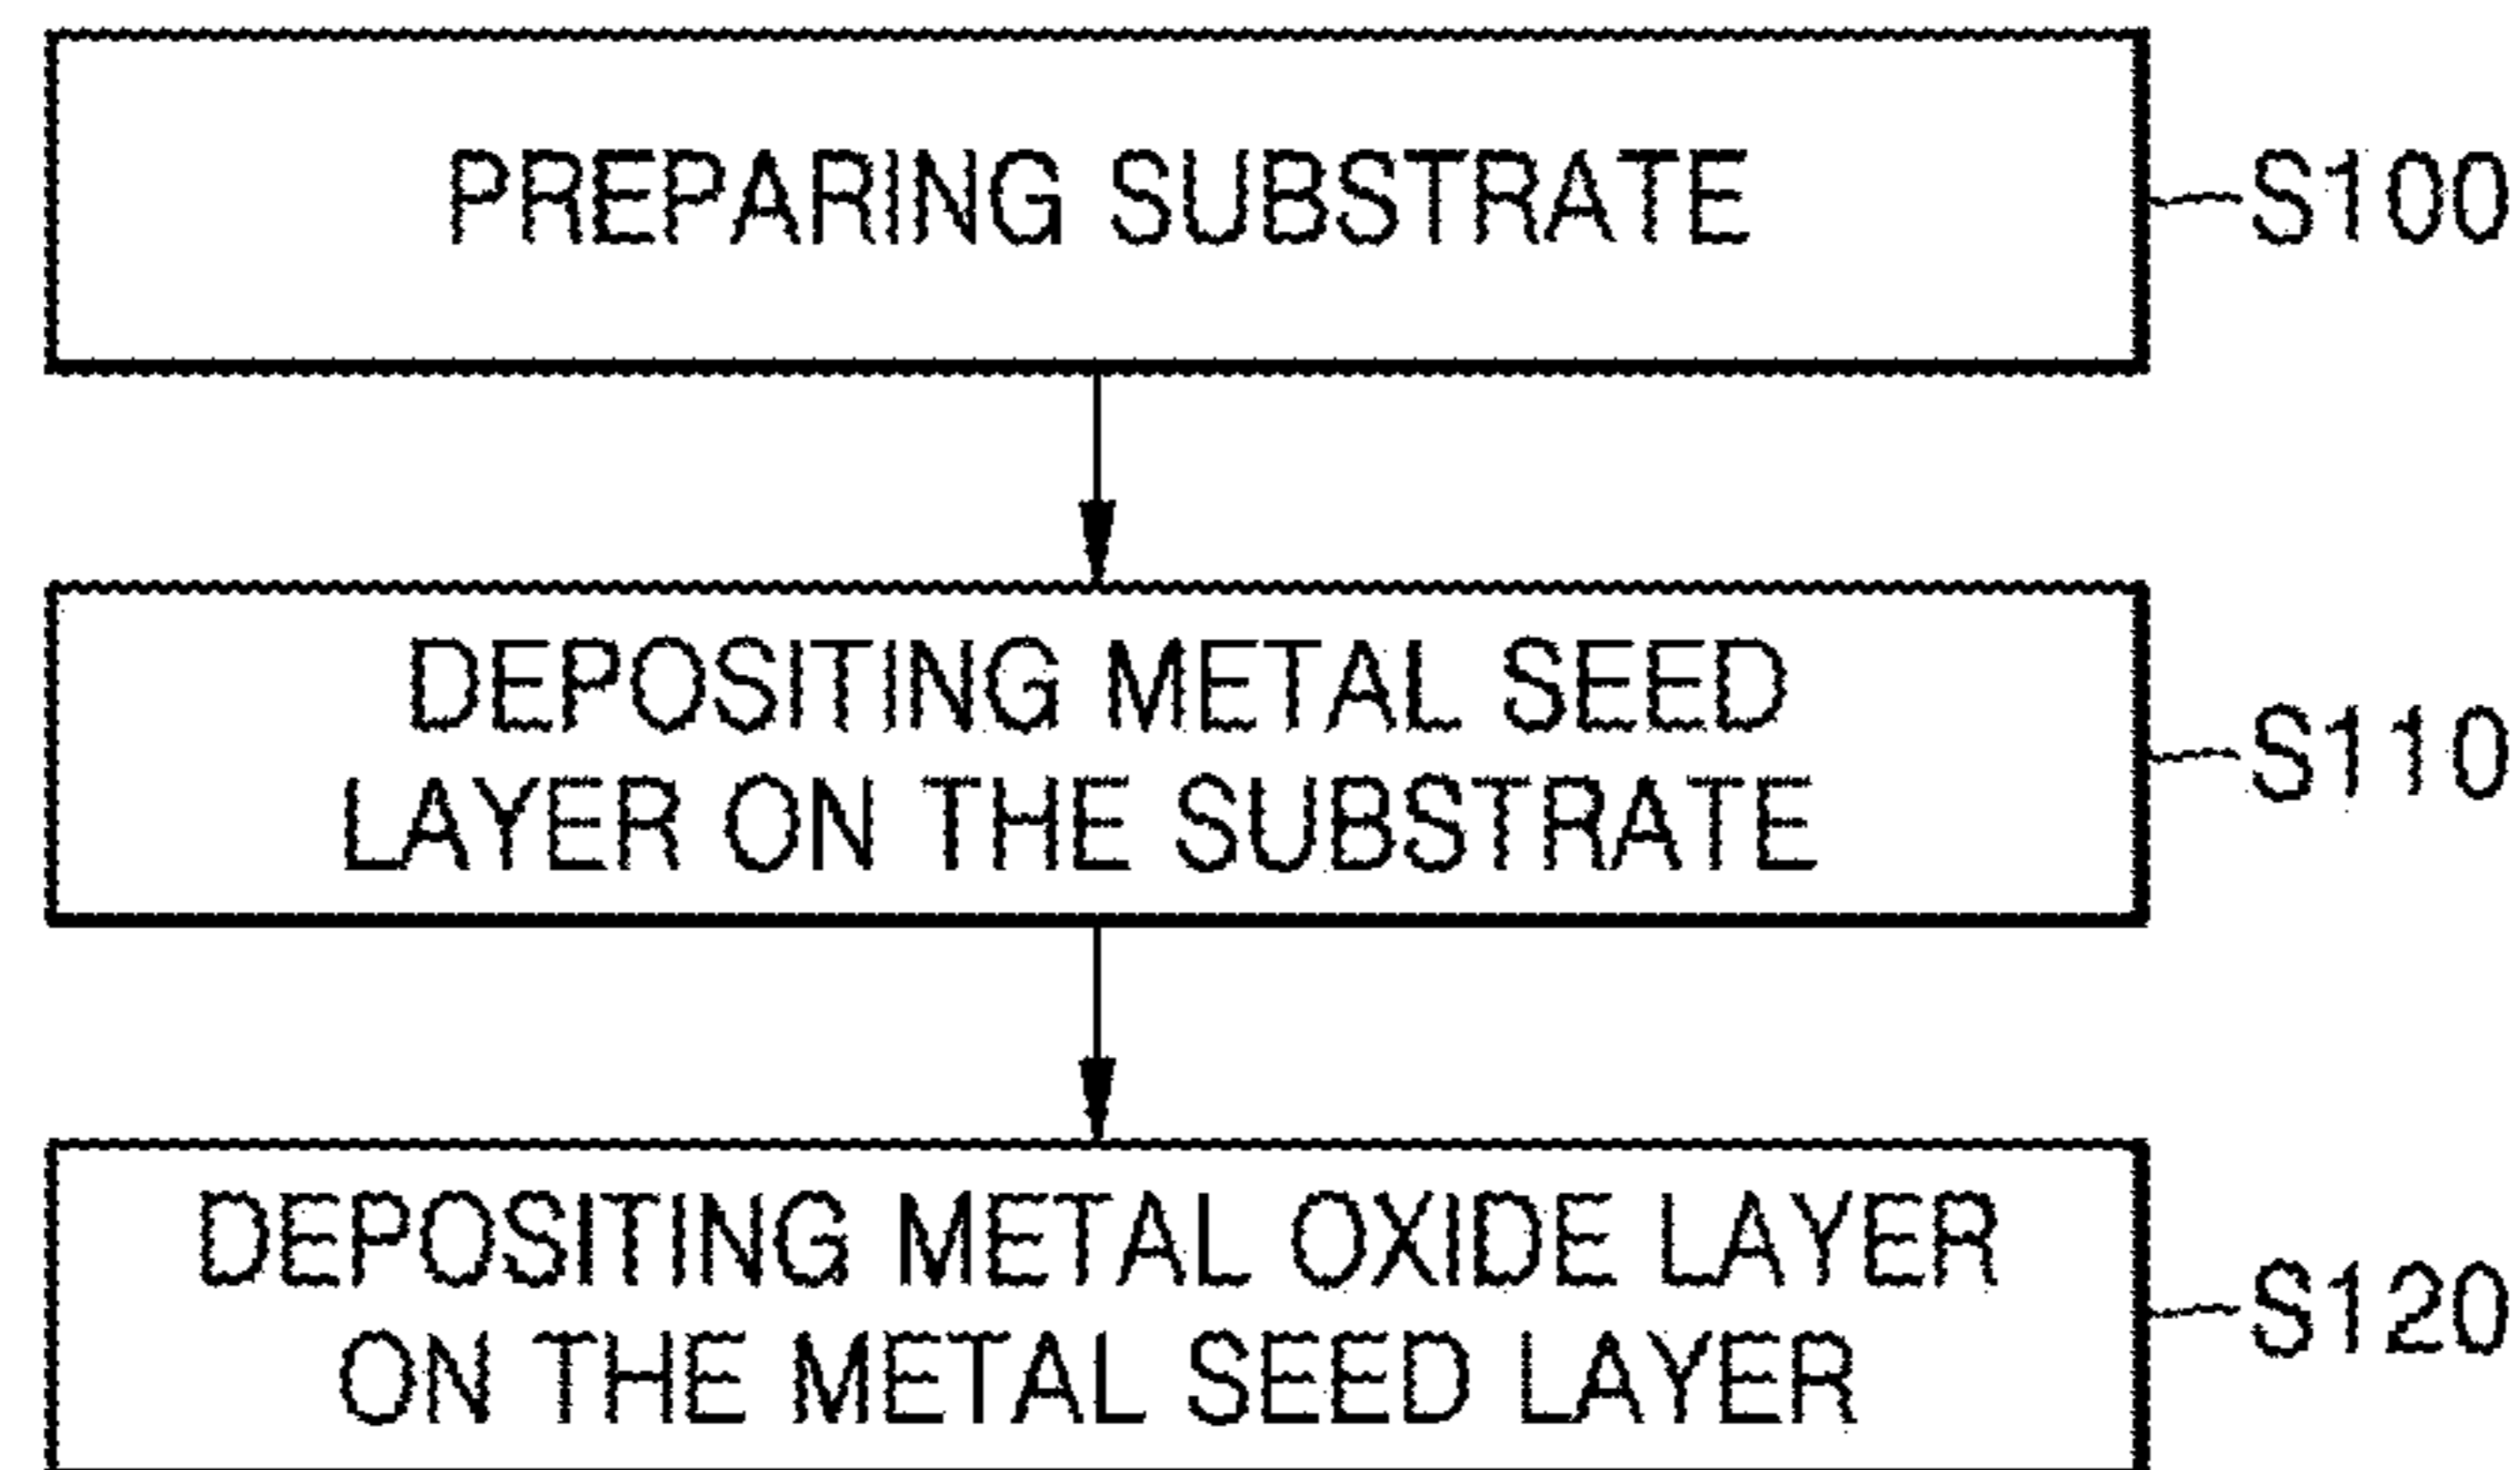 PREPARING SUBSTRATE
S100
DEPOSITING METAL SEED
LAYER ON THE SUBSTRATE
S110
DEPOSITING METAL OXIDE LAYER
ON THE METAL SEED LAYER
S120